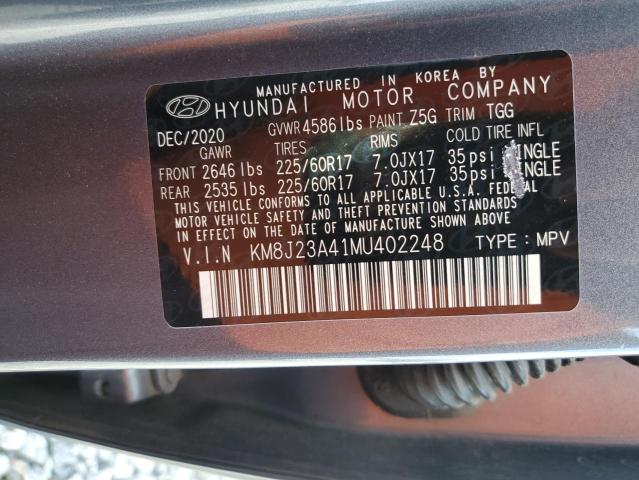 MANUFACTURED IN KOREA BY
HYUNDAI MOTOR COMPANY
DEC/2020 GVWR 4586lbs PAINT Z5G TRIM TGG
GAWR TIRES RIMS COLD TIRE INFL
FRONT 2646 lbs 225/60R17 7.0JX17 35psi SINGLE
REAR 2535 lbs 225/60R17 7.0JX17 35psi SINGLE
THIS VEHICLE CONFORMS TO ALL APPLICABLE U.S.A. FEDERAL
MOTOR VEHICLE SAFETY AND THEFT PREVENTION STANDARDS
IN EFFECT ON THE DATE OF MANUFACTURE SHOWN ABOVE.
V.I.N KM8J23A41MU402248 TYPE : MPV